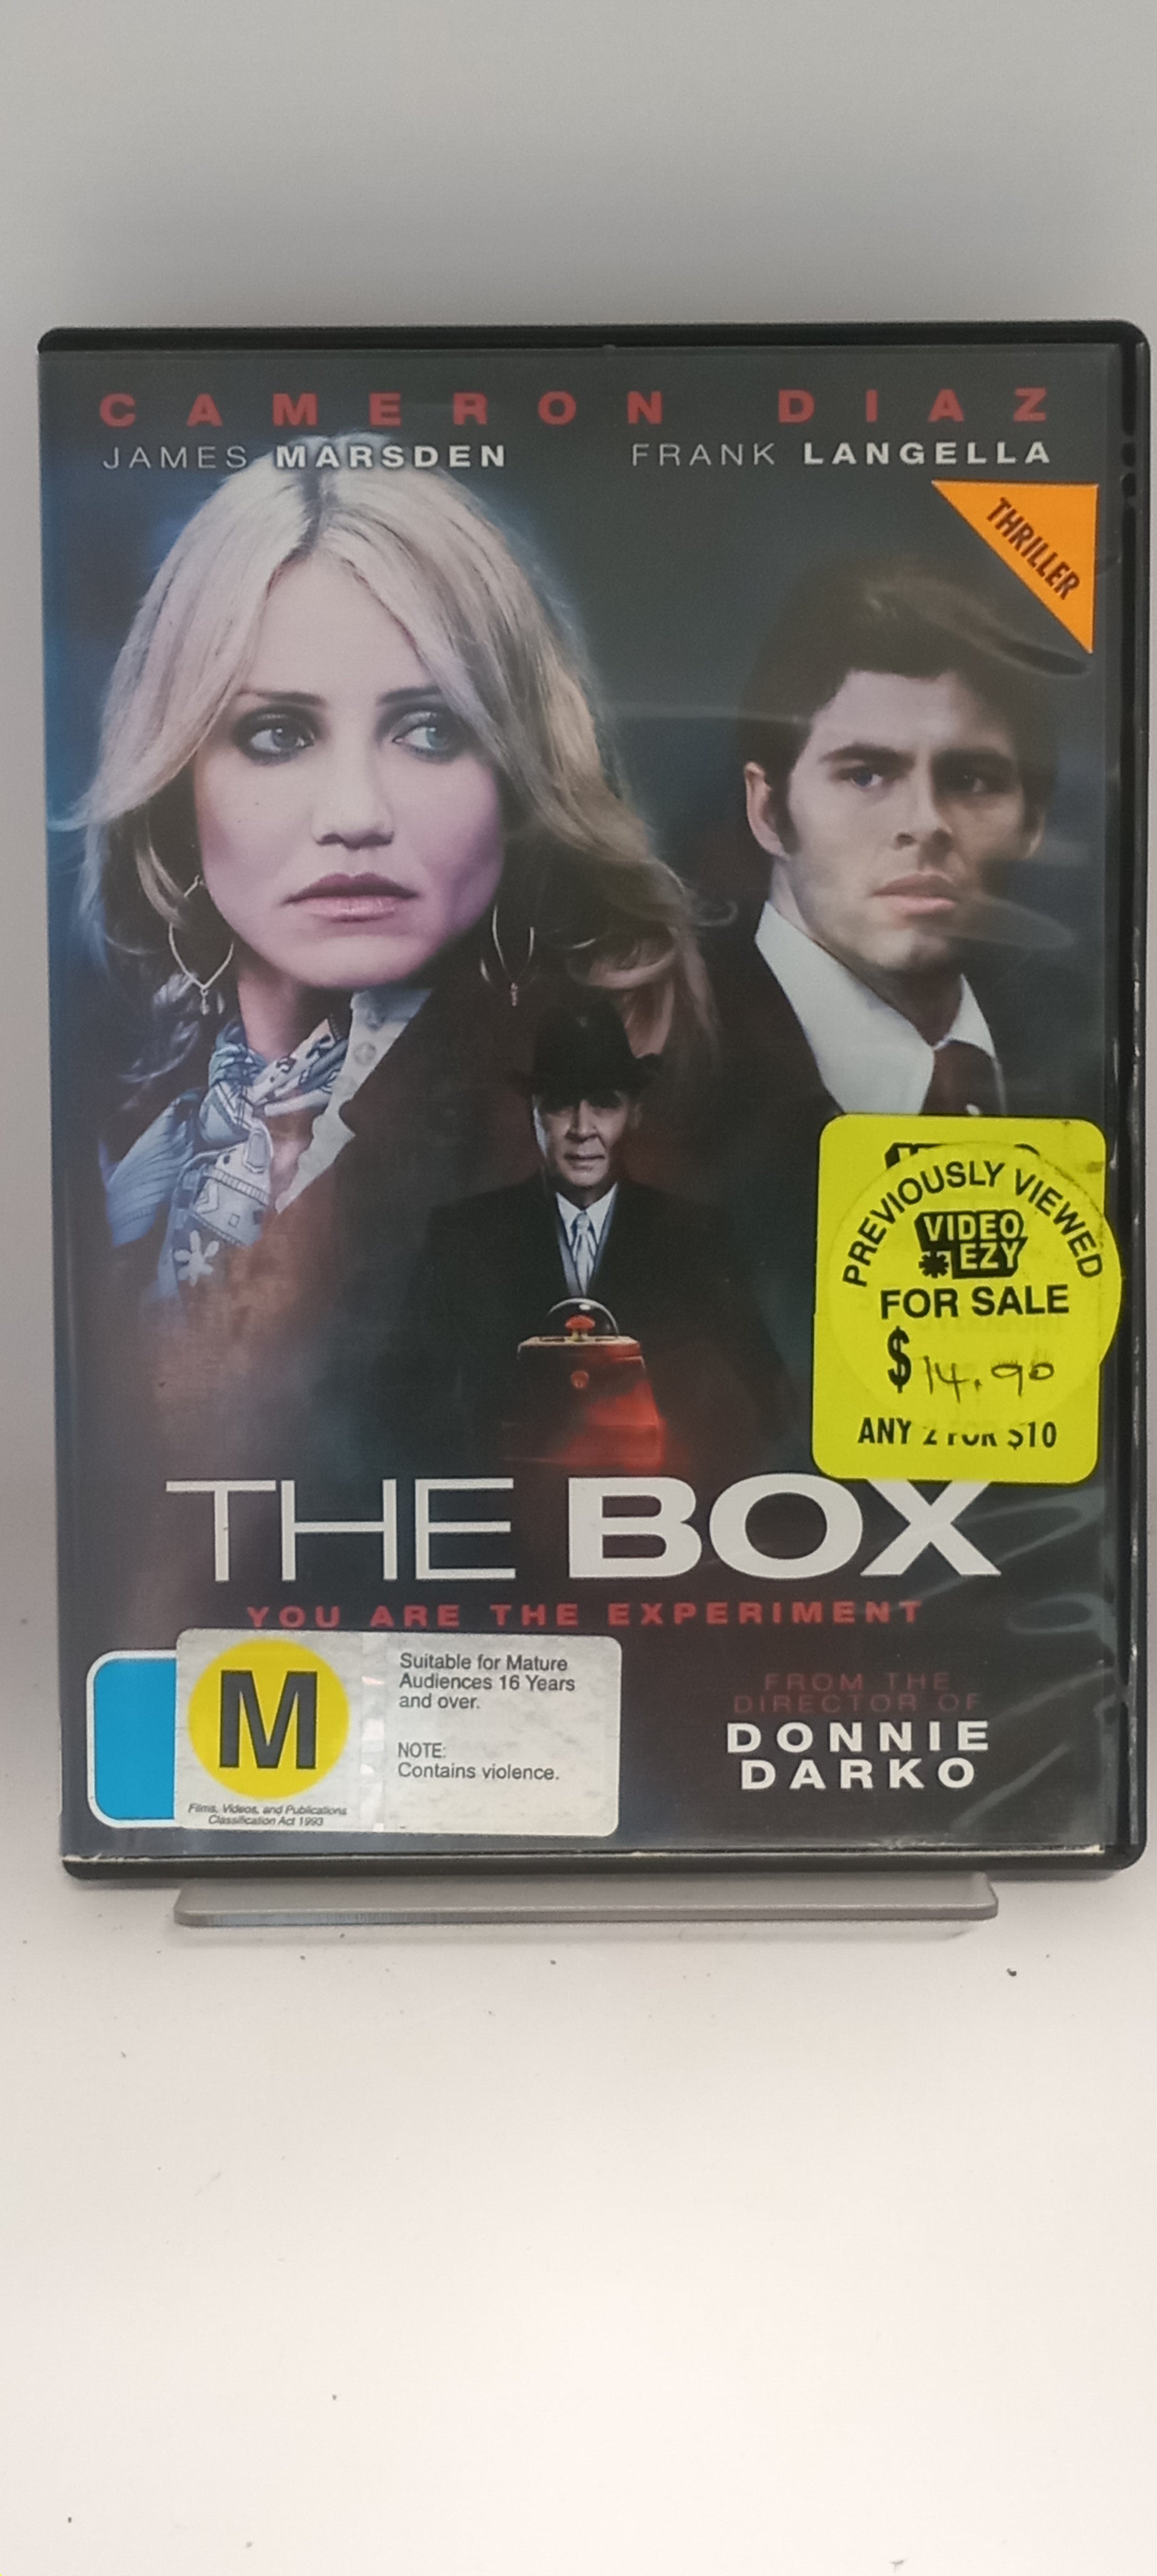 CAMERON DIAZ
JAMES MARSDEN FRANK LANGELLA
THRILLER
PREVIOUSLY VIEWED
VIDEO
EZY
FOR SALE
$14.90
ANY 2 FOR $10
THE BOX
YOU ARE THE EXPERIMENT
M
Suitable for Mature
Audiences 16 Years
and over.
NOTE:
Contains violence.
Films, Videos, and Publications
Classification Act 1993
FROM THE
DIRECTOR OF
DONNIE
DARKO